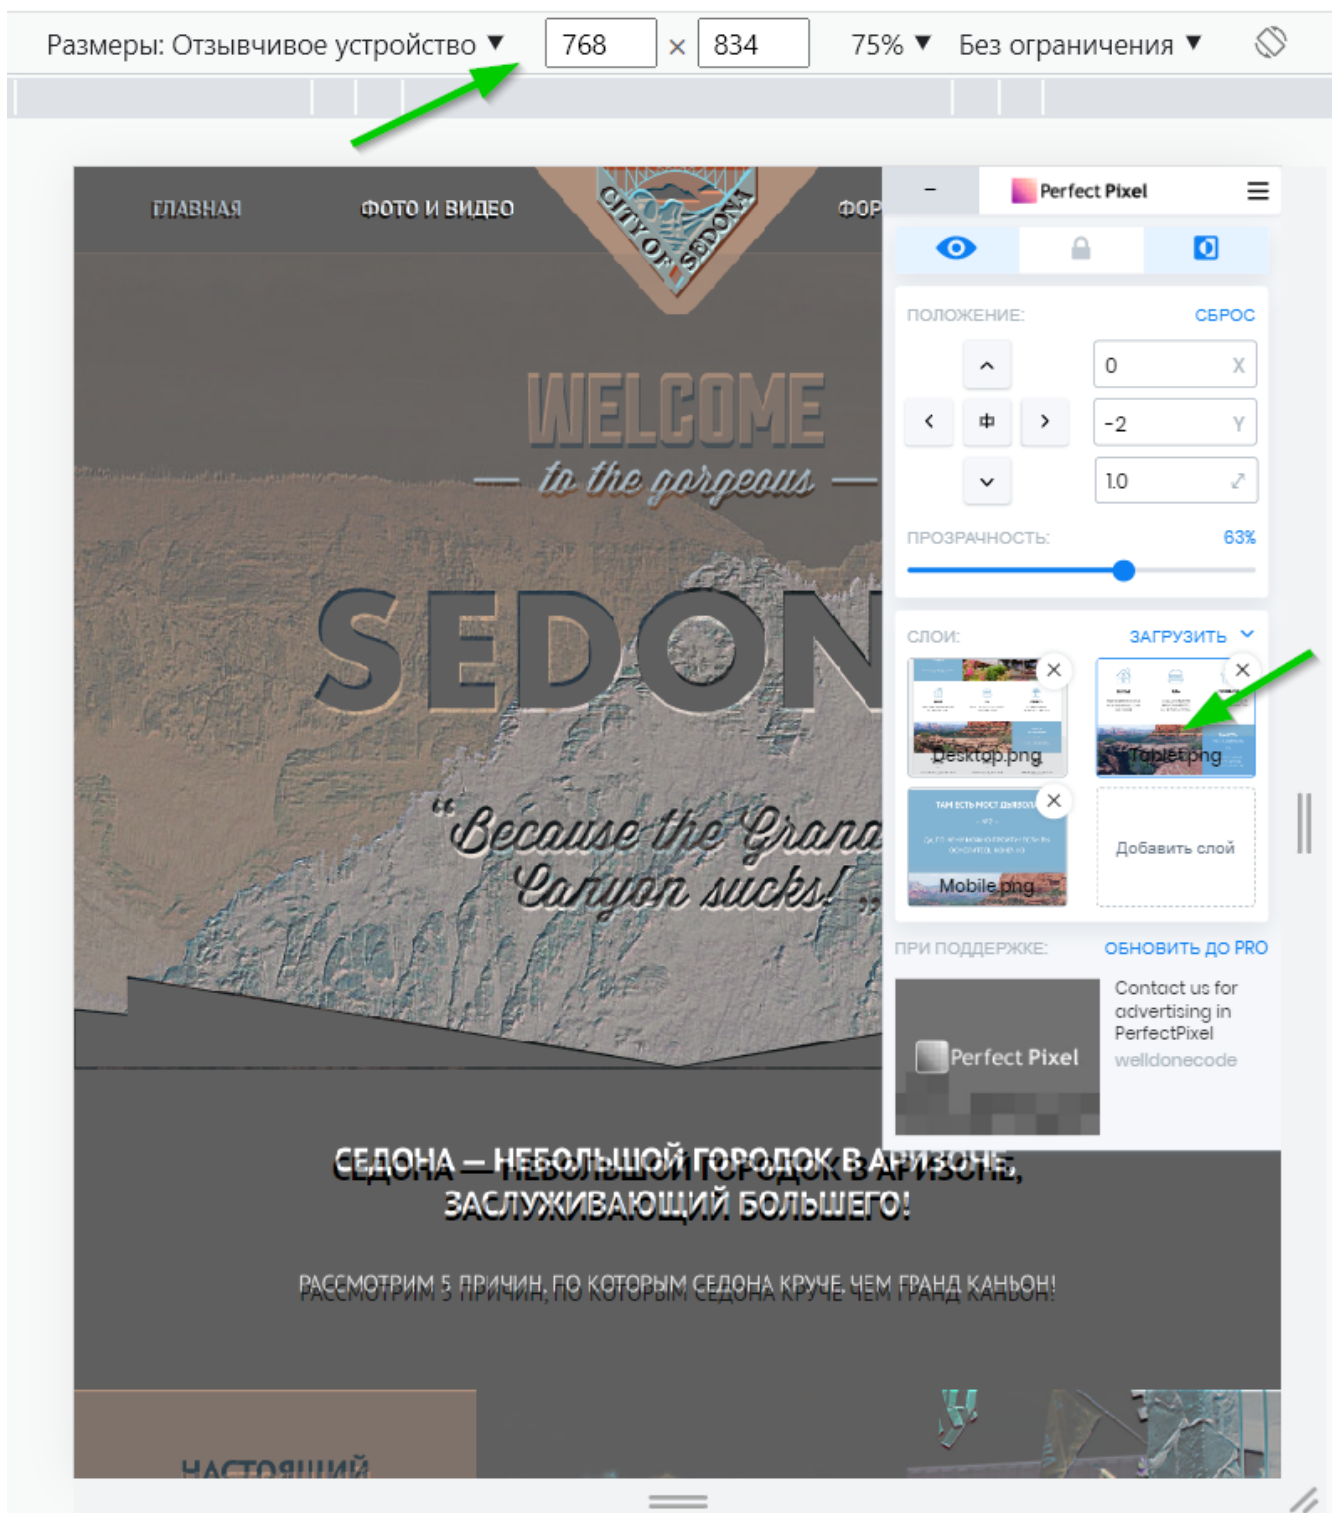 Размеры: Отзывчивое устройство ▼ 768 × 834 75% ▼ Без ограничения ▼
ГЛАВНАЯ ФОТО И ВИДЕО ФОР
CITY OF SEDONA
WELCOME
— to the gorgeous —
SEDON
“Because the Grand
Canyon sucks! „
СЕДОНА — НЕБОЛЬШОЙ ГОРОДОК В АРИЗОНЕ,
ЗАСЛУЖИВАЮЩИЙ БОЛЬШЕГО!
РАССМОТРИМ 5 ПРИЧИН, ПО КОТОРЫМ СЕДОНА КРУЧЕ, ЧЕМ ГРАНД КАНЬОН!
НАСТОЯЩИЙ
– Perfect Pixel
ПОЛОЖЕНИЕ: СБРОС
0 X
-2 Y
1.0
ПРОЗРАЧНОСТЬ: 63%
СЛОИ: ЗАГРУЗИТЬ
Desktop.png Tablet.png
ТАМ ЕСТЬ МОСТ ДЬЯВОЛА
Mobile.png
Добавить слой
ПРИ ПОДДЕРЖКЕ: ОБНОВИТЬ ДО PRO
Perfect Pixel
Contact us for
advertising in
PerfectPixel
welldonecode